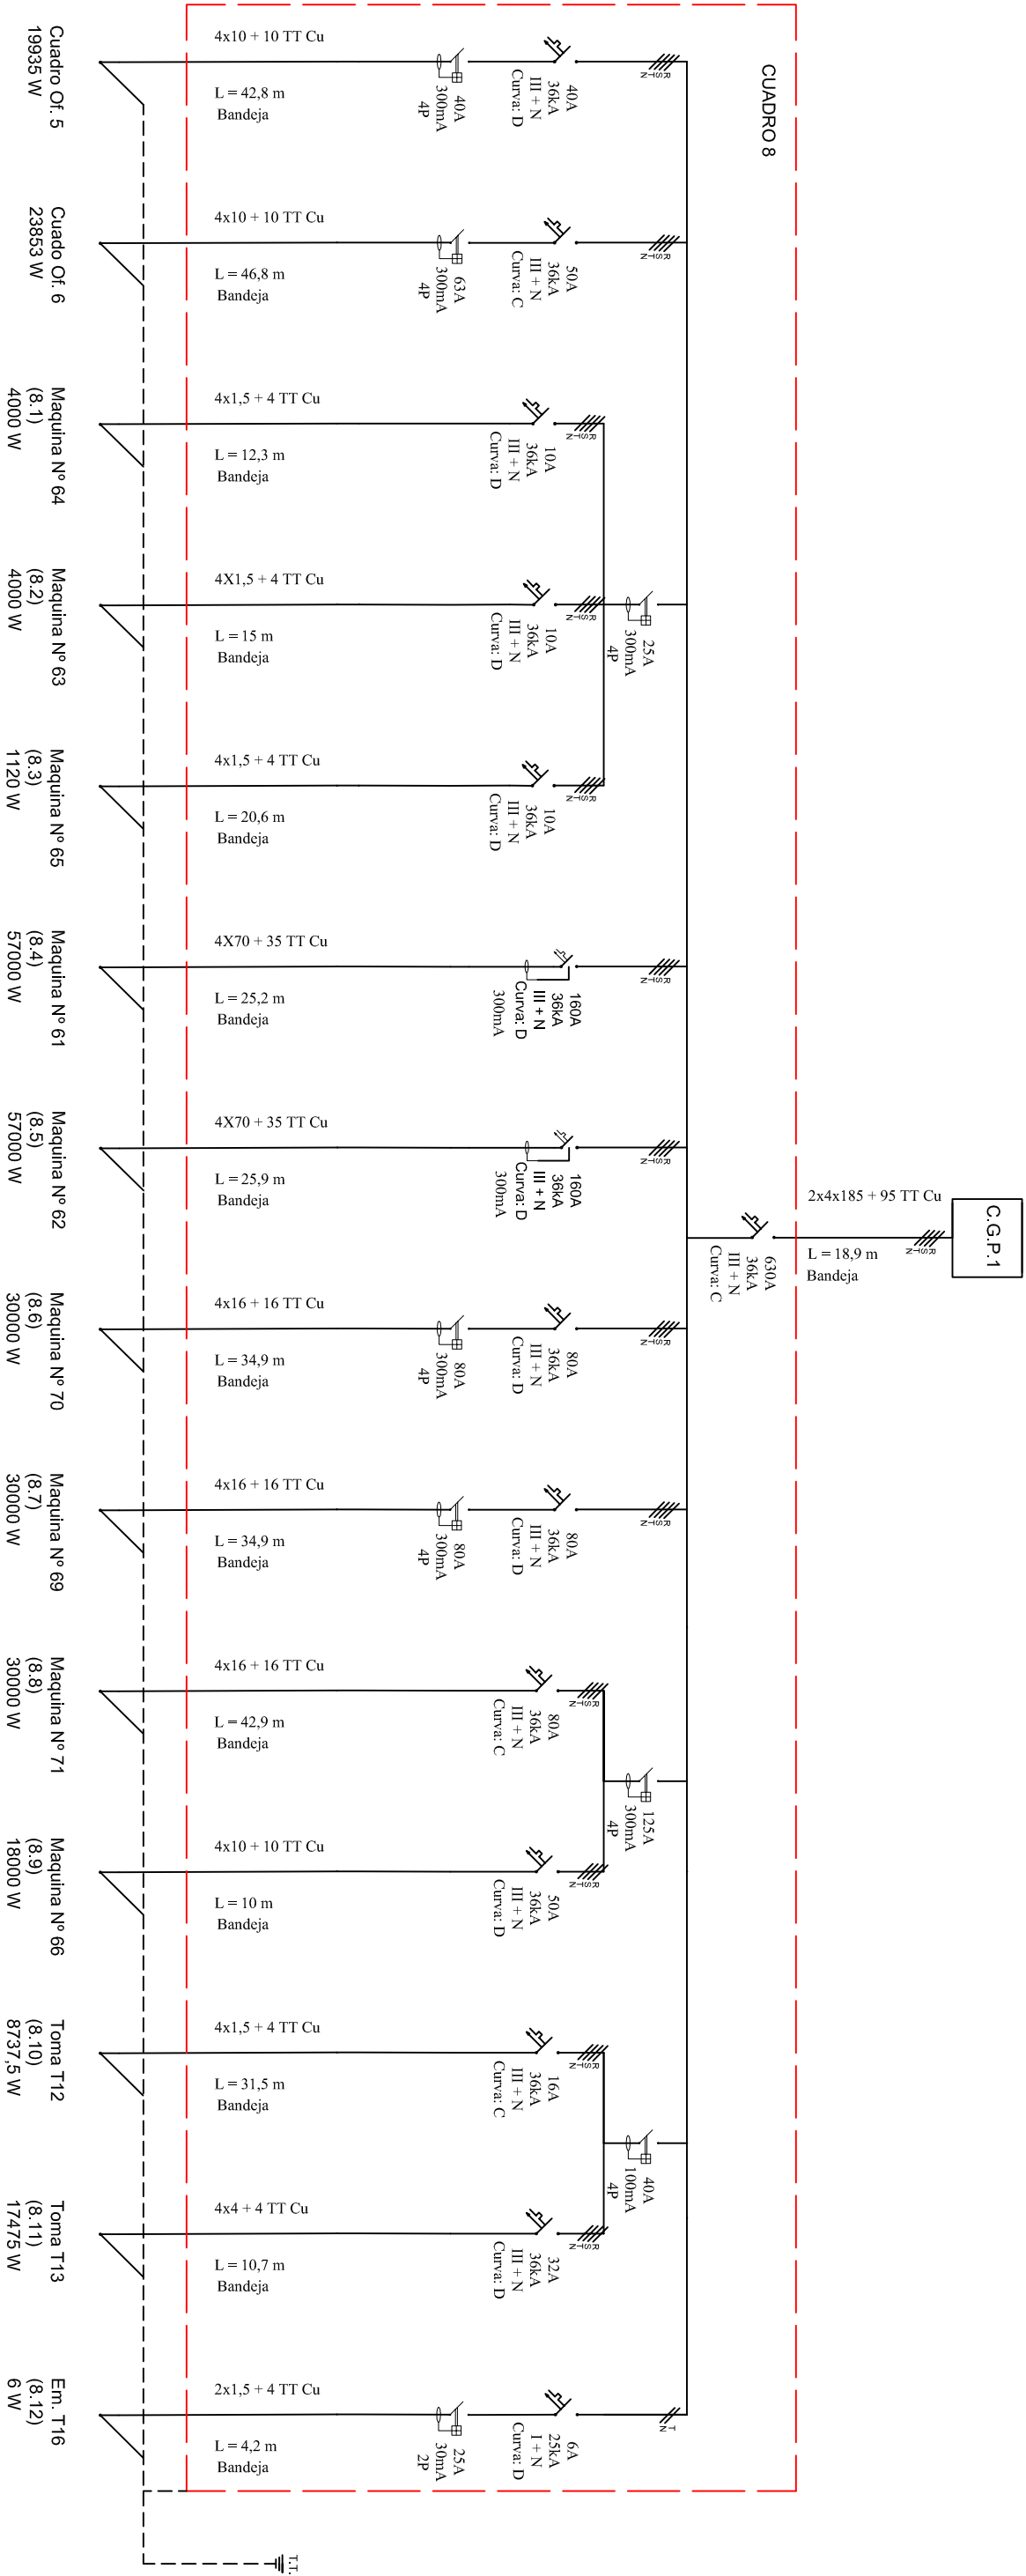 CUADRO 8
C.G.P.1
2x4x185 + 95 TT Cu
L = 18,9 m
Bandeja
R
S
T
N
630A
36kA
III + N
Curva: C
R
S
T
N
40A
36kA
III + N
Curva: D
40A
300mA
4P
4x10 + 10 TT Cu
L = 42,8 m
Bandeja
Cuadro Of. 5
19935 W
R
S
T
N
50A
36kA
III + N
Curva: C
63A
300mA
4P
4x10 + 10 TT Cu
L = 46,8 m
Bandeja
Cuado Of. 6
23853 W
25A
300mA
4P
R
S
T
N
10A
36kA
III + N
Curva: D
4x1,5 + 4 TT Cu
L = 12,3 m
Bandeja
Maquina Nº 64
(8.1)
4000 W
R
S
T
N
10A
36kA
III + N
Curva: D
4X1,5 + 4 TT Cu
L = 15 m
Bandeja
Maquina Nº 63
(8.2)
4000 W
R
S
T
N
10A
36kA
III + N
Curva: D
4x1,5 + 4 TT Cu
L = 20,6 m
Bandeja
Maquina Nº 65
(8.3)
1120 W
R
S
T
N
160A
36kA
III + N
Curva: D
300mA
4X70 + 35 TT Cu
L = 25,2 m
Bandeja
Maquina Nº 61
(8.4)
57000 W
R
S
T
N
160A
36kA
III + N
Curva: D
300mA
4X70 + 35 TT Cu
L = 25,9 m
Bandeja
Maquina Nº 62
(8.5)
57000 W
R
S
T
N
80A
36kA
III + N
Curva: D
80A
300mA
4P
4x16 + 16 TT Cu
L = 34,9 m
Bandeja
Maquina Nº 70
(8.6)
30000 W
R
S
T
N
80A
36kA
III + N
Curva: D
80A
300mA
4P
4x16 + 16 TT Cu
L = 34,9 m
Bandeja
Maquina Nº 69
(8.7)
30000 W
125A
300mA
4P
R
S
T
N
80A
36kA
III + N
Curva: C
4x16 + 16 TT Cu
L = 42,9 m
Bandeja
Maquina Nº 71
(8.8)
30000 W
R
S
T
N
50A
36kA
III + N
Curva: D
4x10 + 10 TT Cu
L = 10 m
Bandeja
Maquina Nº 66
(8.9)
18000 W
40A
100mA
4P
R
S
T
N
16A
36kA
III + N
Curva: C
4x1,5 + 4 TT Cu
L = 31,5 m
Bandeja
Toma T12
(8.10)
8737,5 W
R
S
T
N
32A
36kA
III + N
Curva: D
4x4 + 4 TT Cu
L = 10,7 m
Bandeja
Toma T13
(8.11)
17475 W
T
N
6A
25kA
I + N
Curva: D
25A
30mA
2P
2x1,5 + 4 TT Cu
L = 4,2 m
Bandeja
Em. T16
(8.12)
6 W
T.T.